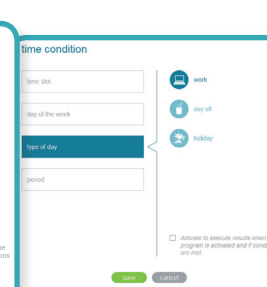 time condition
time slot
day of the week
type of day
period
work
day off
holiday
Activate to execute results when
program is activated and if condi
are met.
ons
save
cancel